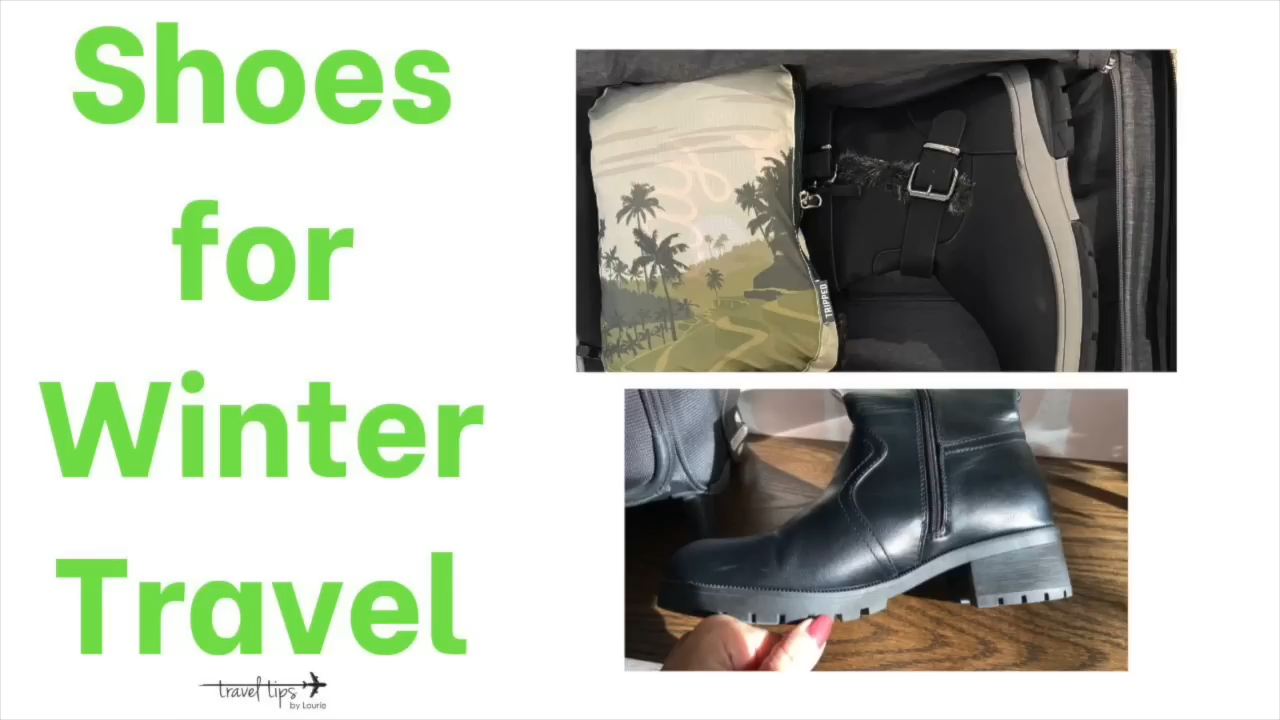 Shoes
for
Winter
Travel
travel tips
by Laurie
TRIPPED